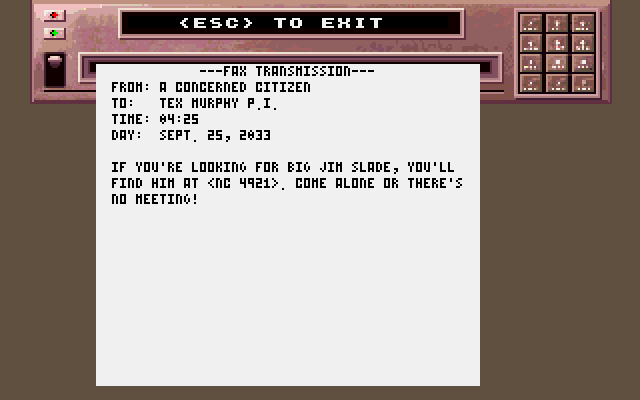 <ESC> TO EXIT
---FAX TRANSMISSION---
FROM: A CONCERNED CITIZEN
TO: TEX MURPHY P.I.
TIME: 04:25
DAY: SEPT. 25, 2033
IF YOU'RE LOOKING FOR BIG JIM SLADE, YOU'LL
FIND HIM AT <NC 4921>. COME ALONE OR THERE'S
NO MEETING!